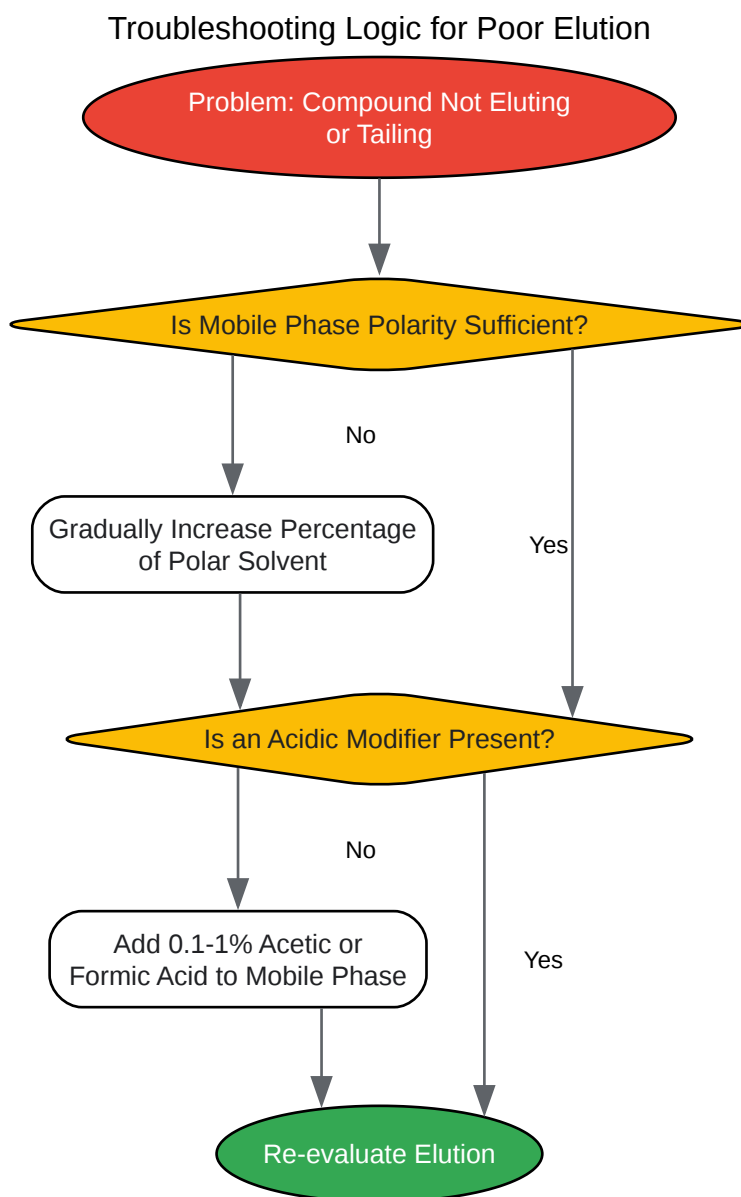 Troubleshooting Logic for Poor Elution
Problem: Compound Not Eluting
or Tailing
Is Mobile Phase Polarity Sufficient?
No
Gradually Increase Percentage
of Polar Solvent
Yes
Is an Acidic Modifier Present?
No
Add 0.1-1% Acetic or
Formic Acid to Mobile Phase
Yes
Re-evaluate Elution